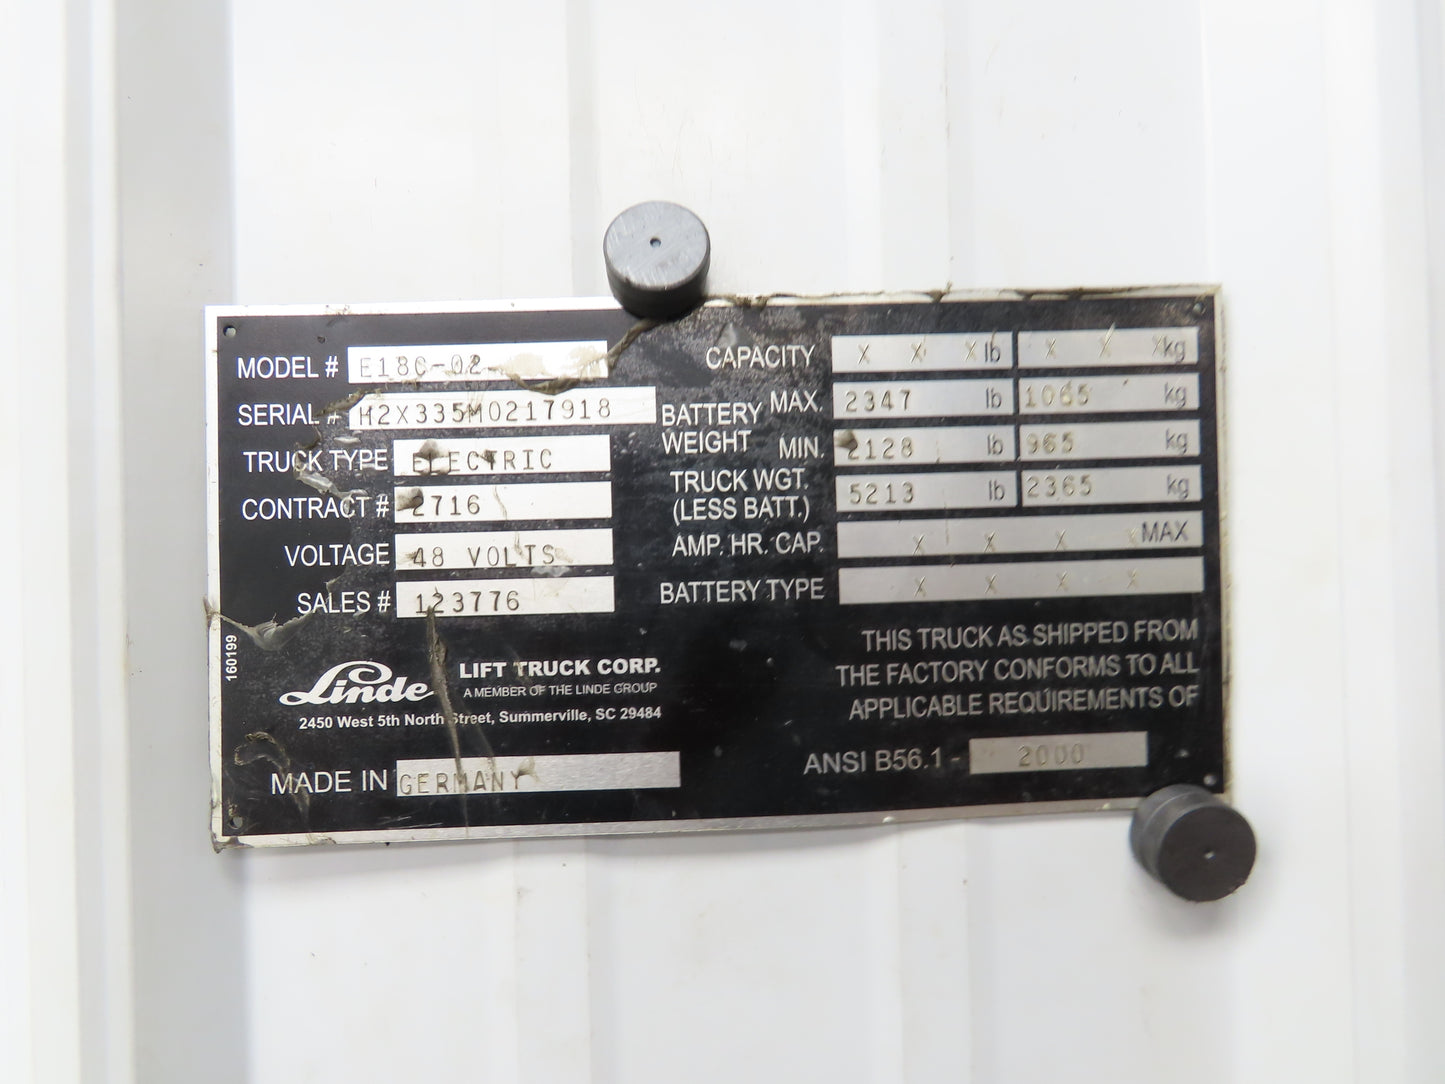 MODEL # E18C-02
SERIAL # H2X335M0217918
TRUCK TYPE ELECTRIC
CONTRACT # 2716
VOLTAGE 48 VOLTS
SALES # 123776
160199
Linde LIFT TRUCK CORP.
A MEMBER OF THE LINDE GROUP
2450 West 5th North Street, Summerville, SC 29484
MADE IN GERMANY
CAPACITY X X X lb X X X kg
BATTERY WEIGHT MAX. 2347 lb 1065 kg
MIN. 2128 lb 965 kg
TRUCK WGT. (LESS BATT.) 5213 lb 2365 kg
AMP. HR. CAP. X X X X MAX
BATTERY TYPE X X X X
THIS TRUCK AS SHIPPED FROM
THE FACTORY CONFORMS TO ALL
APPLICABLE REQUIREMENTS OF
ANSI B56.1 - 2000